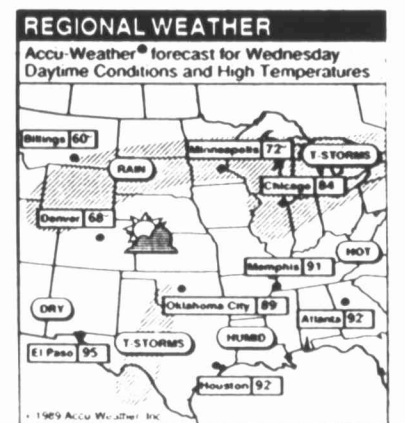 REGIONAL WEATHER
Accu-Weather® forecast for Wednesday
Daytime Conditions and High Temperatures
Billings 60°
Minneapolis 72°
T-STORMS
RAIN
Chicago 84
Denver 68°
HOT
Memphis 91
Oklahoma City 89
DRY
Atlanta 92
T-STORMS
HUMID
El Paso 95
Houston 92
1989 Accu Weather Inc